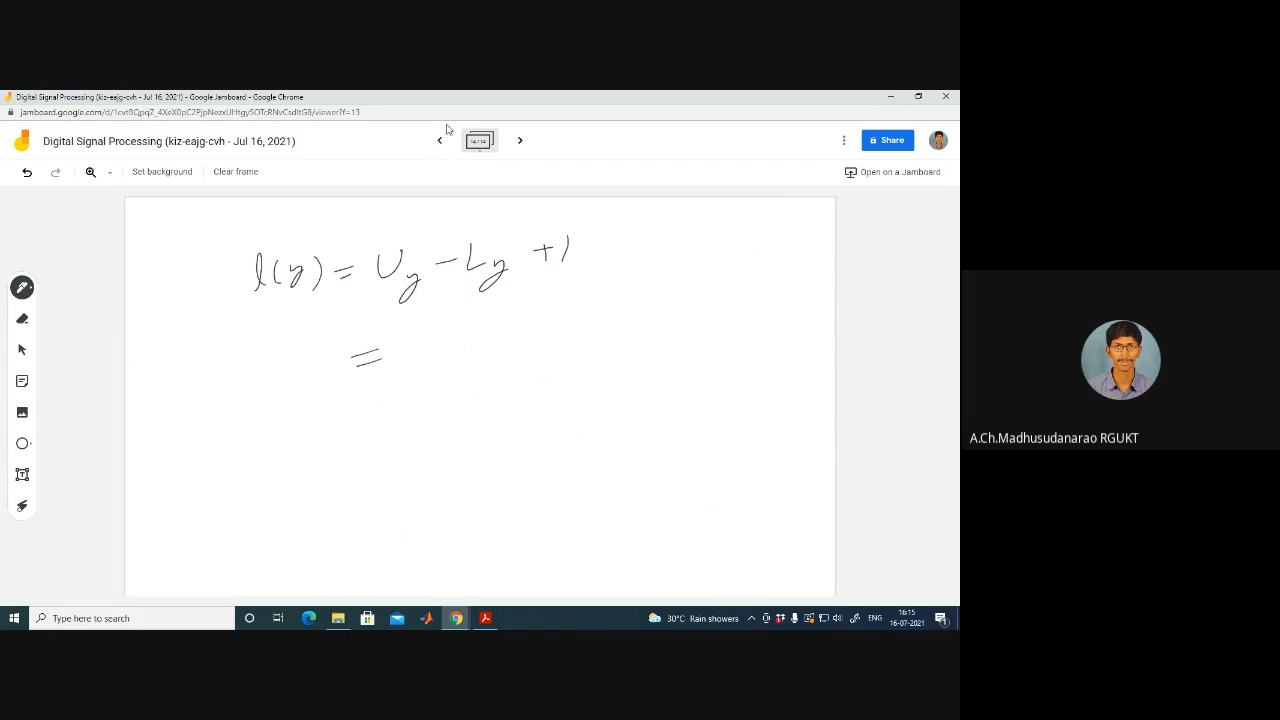 Digital Signal Processing (kiz-eajg-cvh - Jul 16, 2021) - Google Jamboard - Google Chrome
Digital Signal Processing (kiz-eajg-cvh - Jul 16, 2021)
14 / 14
Share
Set background
Clear frame
Open on a Jamboard
l(y) = Uy - Ly + 1
=
A.Ch.Madhusudanarao RGUKT
Type here to search
30°C Rain showers
ENG
16:15
16-07-2021